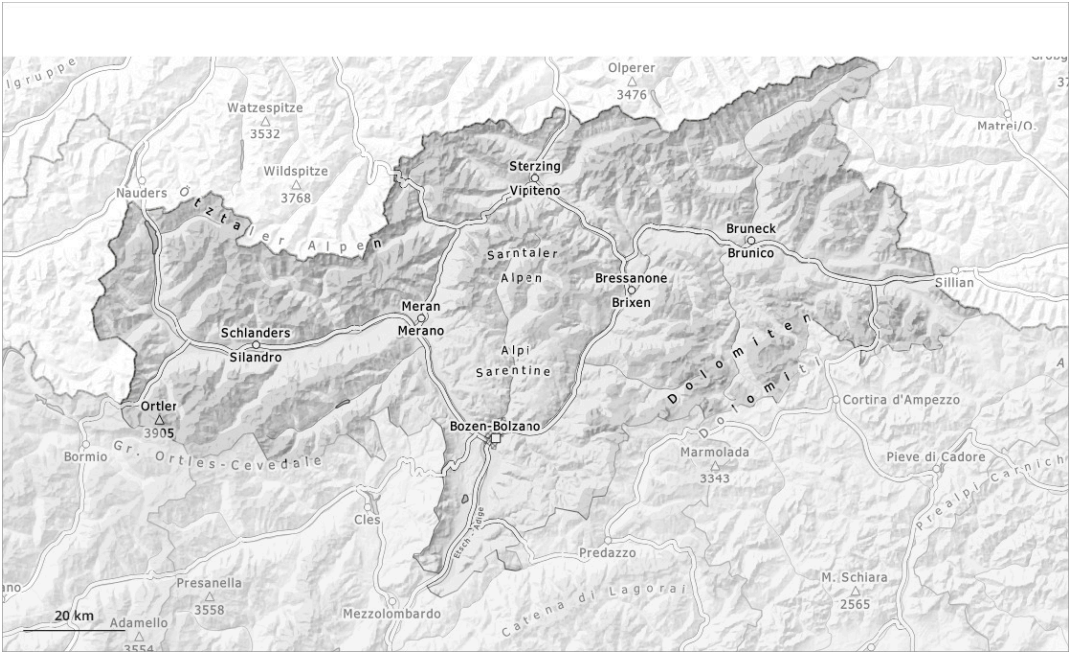 lgruppe
Olperer
3476
Watzespitze
3532
Matrei/O.
Sterzing
Vipiteno
Wildspitze
3768
Nauders
Ötztaler Alpen
Bruneck
Brunico
Sarntaler
Alpen
Bressanone
Brixen
Sillian
Meran
Merano
Schlanders
Silandro
Dolomiten
Dolomiti
Alpi
Sarentine
Ortler
3905
Cortina d'Ampezzo
Bozen-Bolzano
Gr. Ortles-Cevedale
Bormio
Marmolada
3343
Pieve di Cadore
Prealpi Carnich
Cles
Etsch - Adige
Predazzo
Presanella
3558
M. Schiara
2565
Catena di Lagorai
Mezzolombardo
20 km
Adamello
3554